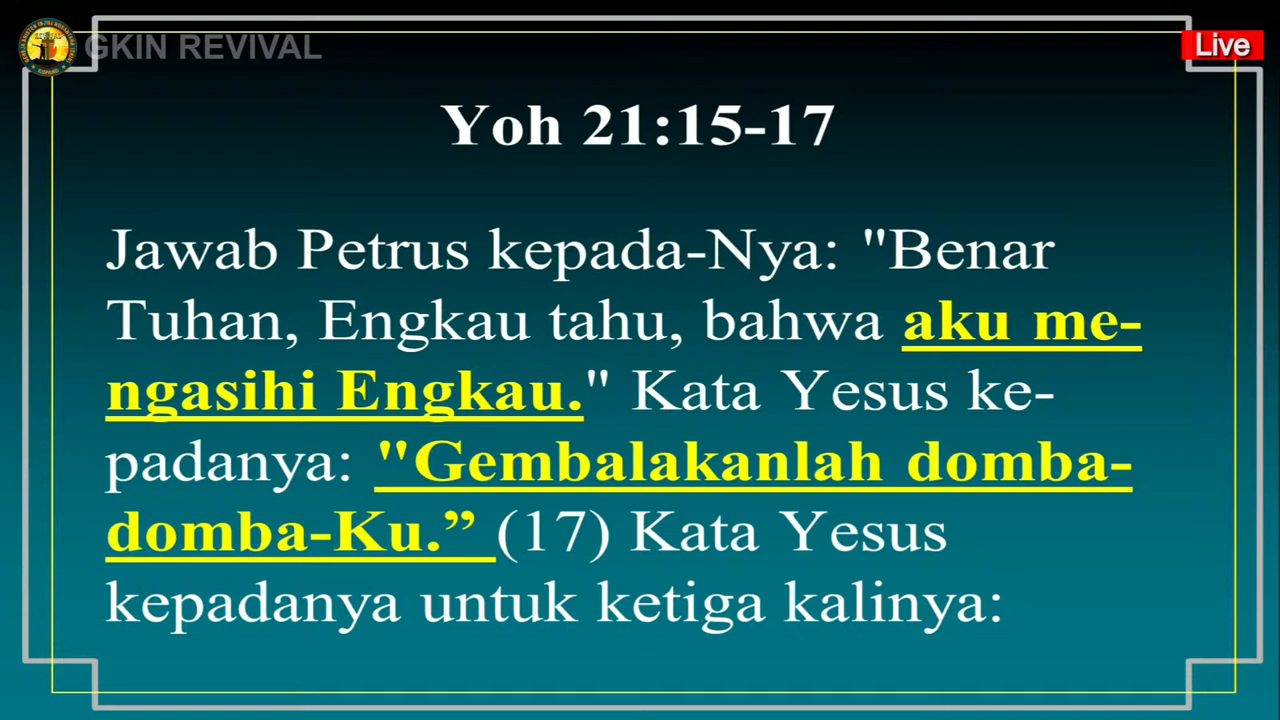 GKIN REVIVAL
Live
Yoh 21:15-17
Jawab Petrus kepada-Nya: "Benar
Tuhan, Engkau tahu, bahwa aku me-
ngasihi Engkau." Kata Yesus ke-
padanya: "Gembalakanlah domba-
domba-Ku.” (17) Kata Yesus
kepadanya untuk ketiga kalinya: